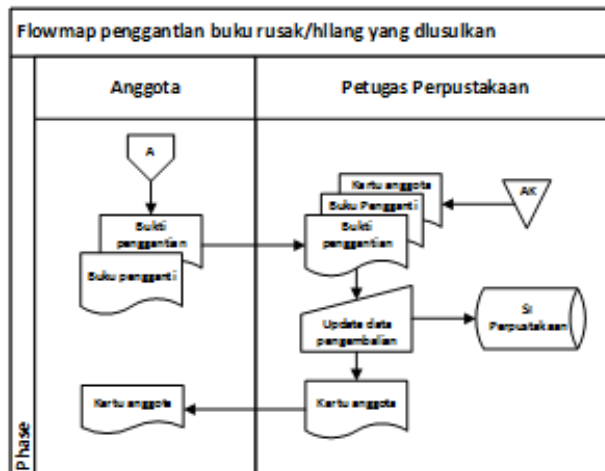 Flowmap penggantian buku rusak/hilang yang diusulkan
Anggota
Petugas Perpustakaan
Phase
A
Bukti
penggantian
Buku pengganti
Kartu anggota
Buku Pengganti
Bukti
penggantian
AK
Update data
pengembalian
SI
Perpustakaan
Kartu anggota
Kartu anggota